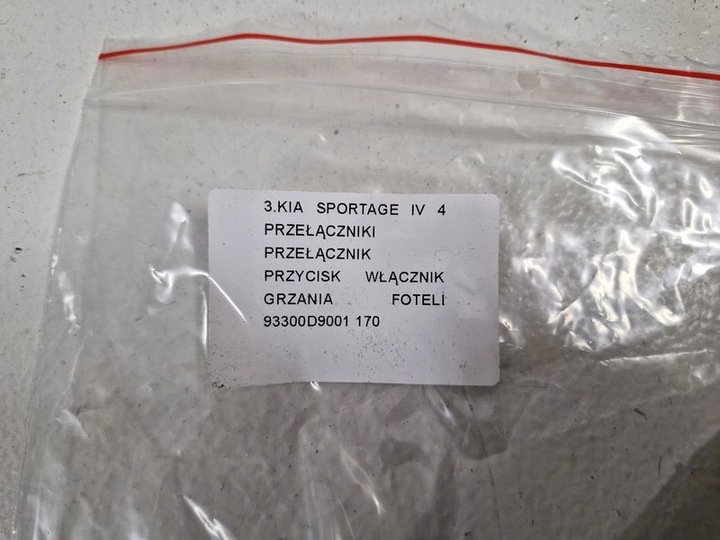 3.KIA SPORTAGE IV 4
PRZEŁĄCZNIKI
PRZEŁĄCZNIK
PRZYCISK WŁĄCZNIK
GRZANIA FOTELI
93300D9001 170